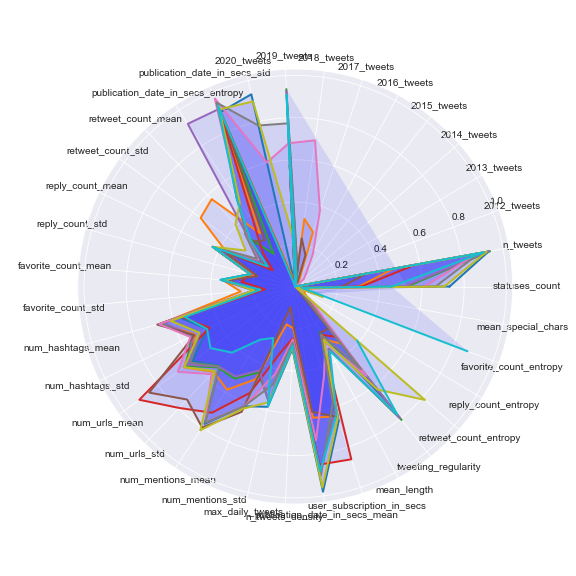 2019_tweets
2018_tweets
2020_tweets
2017_tweets
publication_date_in_secs_std
2016_tweets
publication_date_in_secs_entropy
2015_tweets
retweet_count_mean
2014_tweets
retweet_count_std
2013_tweets
reply_count_mean
1.0
2012_tweets
0.8
reply_count_std
0.6
n_tweets
0.4
favorite_count_mean
0.2
statuses_count
favorite_count_std
mean_special_chars
num_hashtags_mean
favorite_count_entropy
num_hashtags_std
reply_count_entropy
num_urls_mean
retweet_count_entropy
num_urls_std
tweeting_regularity
num_mentions_mean
mean_length
num_mentions_std
user_subscription_in_secs
max_daily_tweets
publication_date_in_secs_mean
n_tweets_density